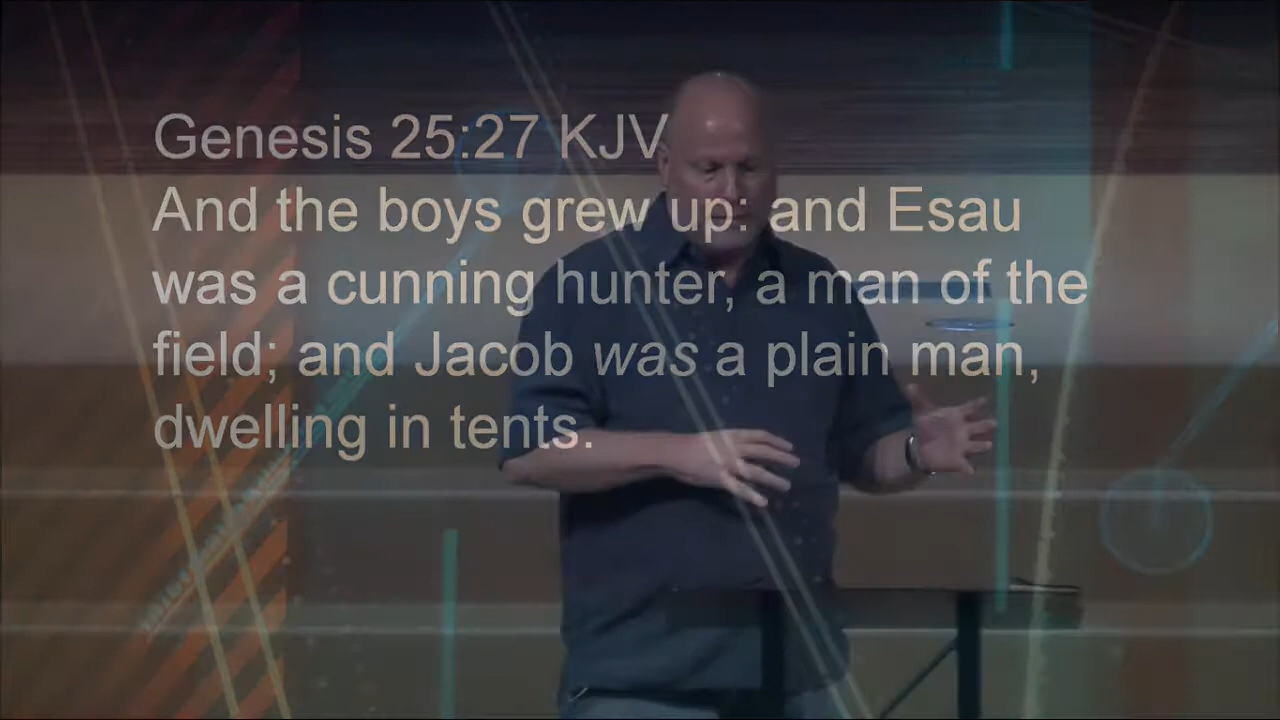 Genesis 25:27 KJV
And the boys grew up: and Esau
was a cunning hunter, a man of the
field; and Jacob was a plain man,
dwelling in tents.